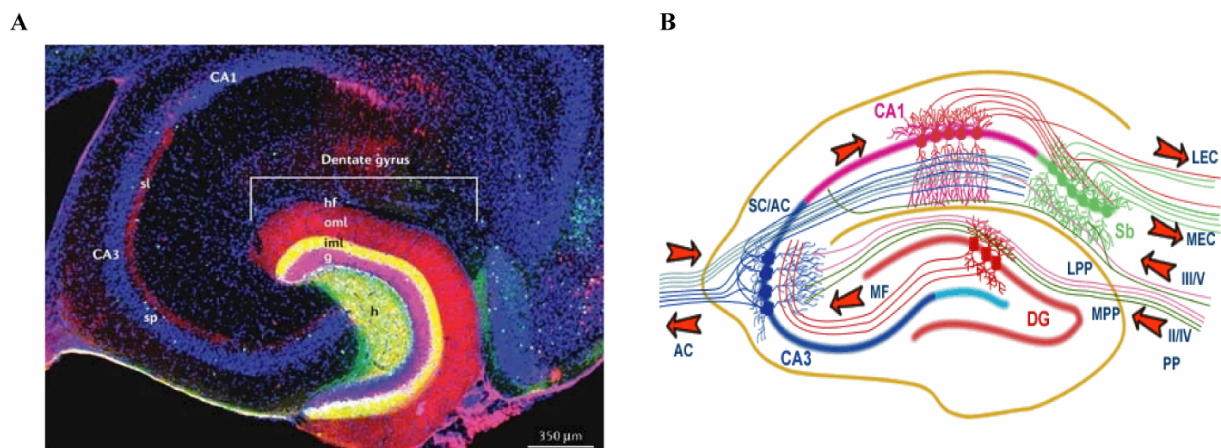 A
CA1
Dentate gyrus
sl
hf
oml
iml
g
CA3
h
sp
350 µm
B
CA1
LEC
SC/AC
Sb
MEC
LPP
III/V
MF
MPP
DG
II/IV
AC
CA3
PP